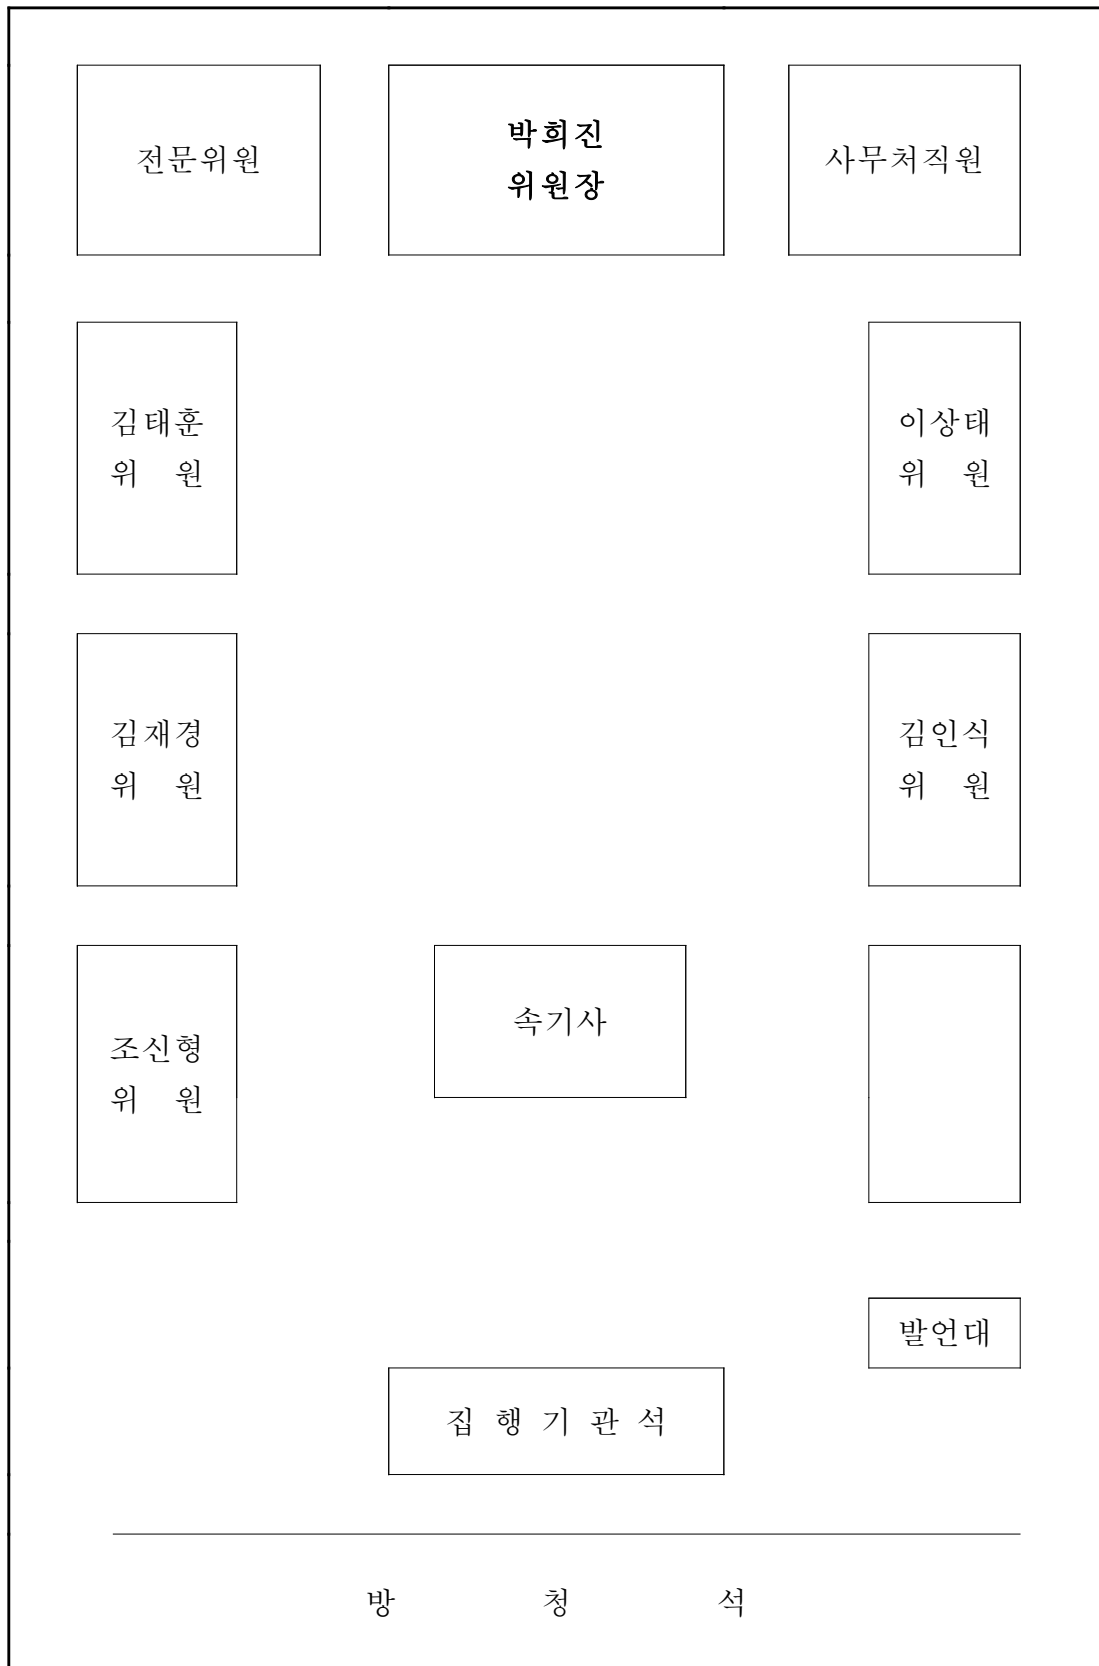 전문위원
박희진
위원장
사무처직원
김태훈
위 원
이상태
위 원
김재경
위 원
김인식
위 원
조신형
위 원
속기사
발언대
집 행 기 관 석
방 청 석